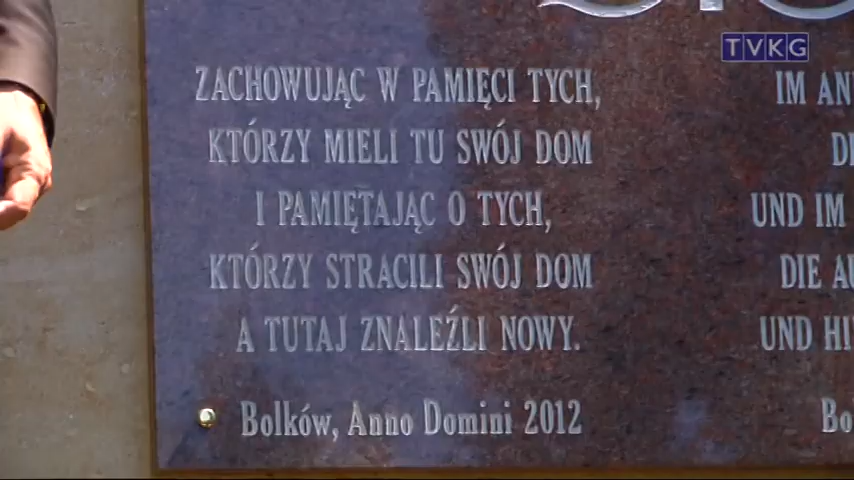 TVKG
ZACHOWUJĄC W PAMIĘCI TYCH,
KTÓRZY MIELI TU SWÓJ DOM
I PAMIĘTAJĄC O TYCH,
KTÓRZY STRACILI SWÓJ DOM
A TUTAJ ZNALEŹLI NOWY.
Bolków, Anno Domini 2012
IM
UND IM
DIE
UND